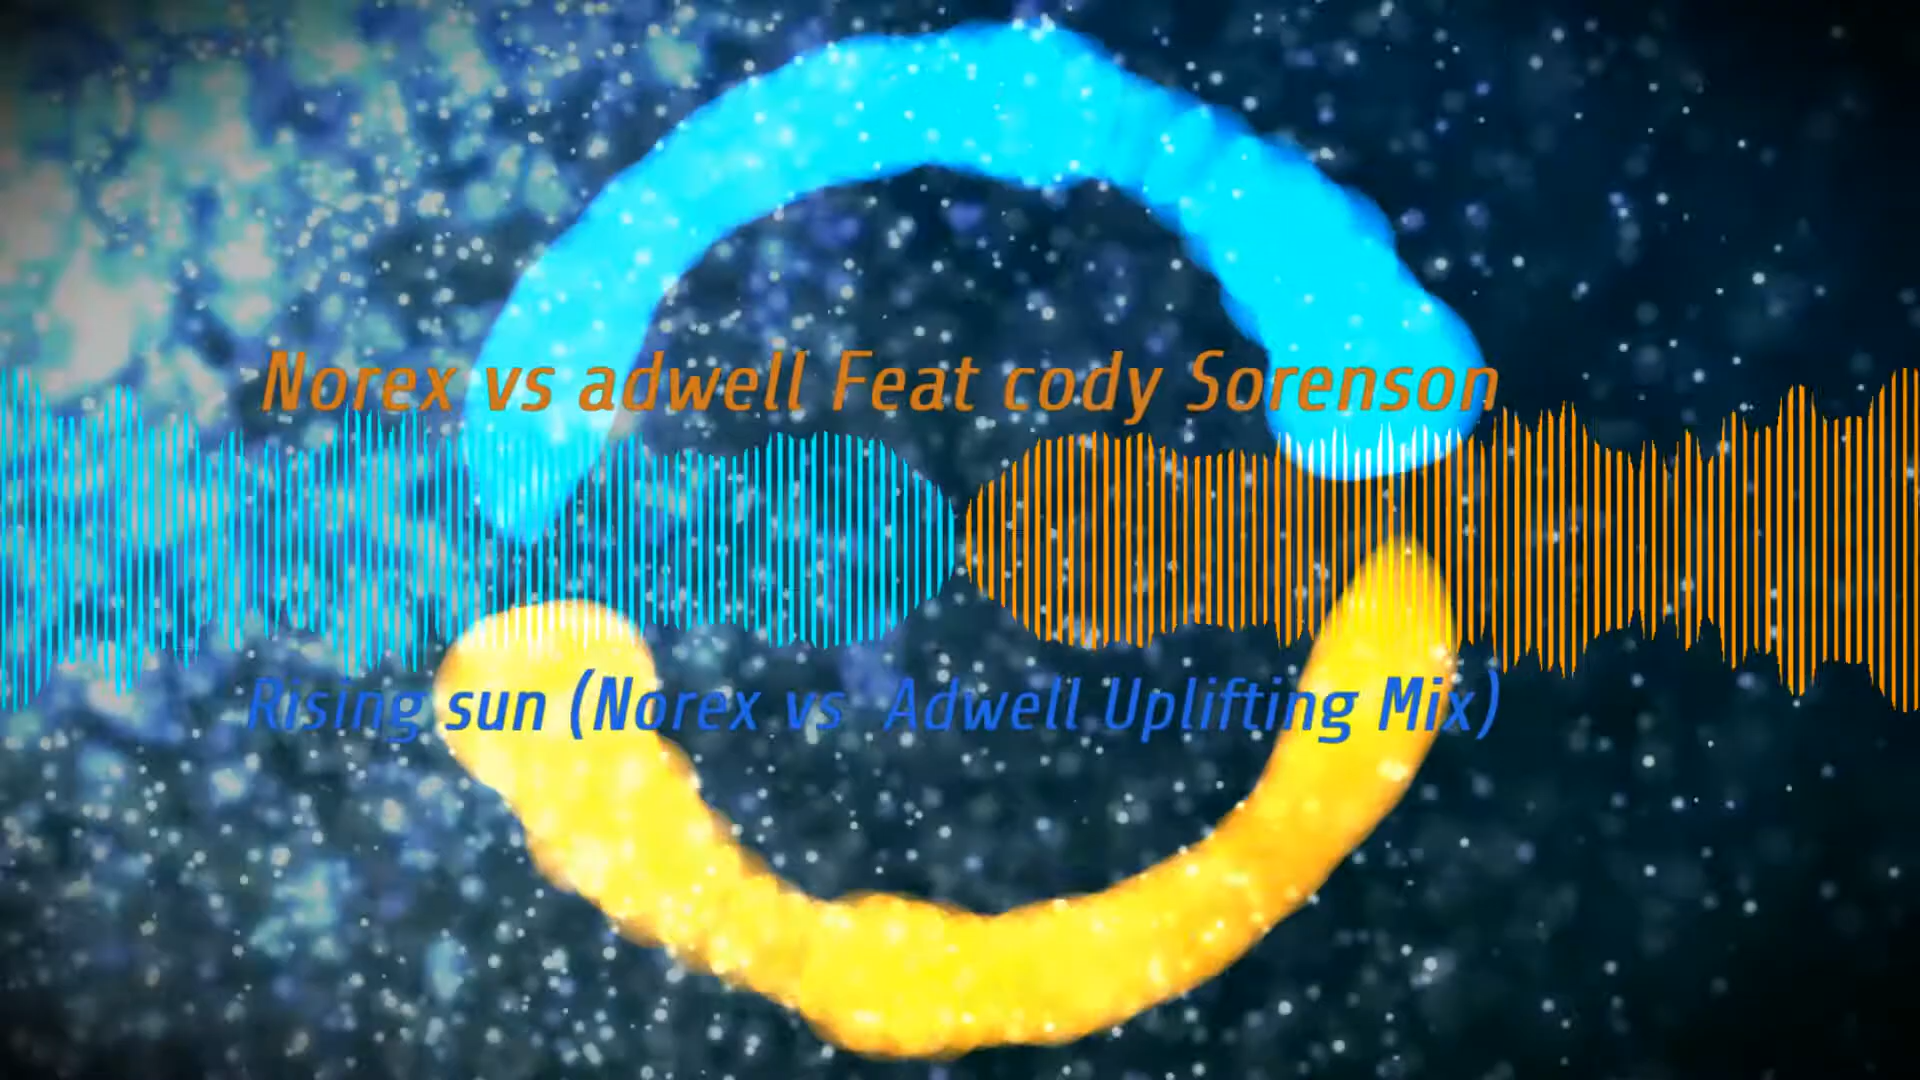 Norex vs adwell Feat cody Sorenson
Rising sun (Norex vs Adwell Uplifting Mix)